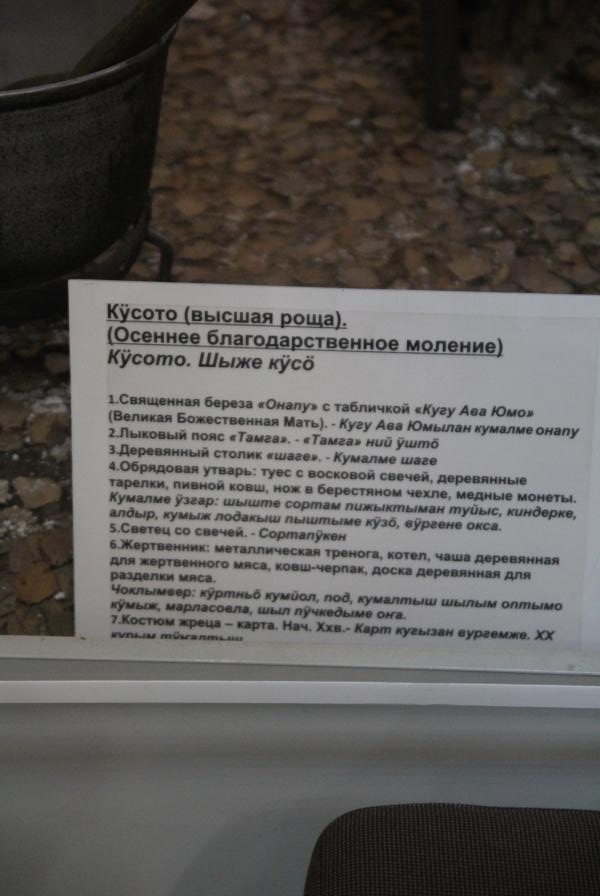 Кӱсото (высшая роща).
(Осеннее благодарственное моление)
Кӱсото. Шыже кӱсӧ
1.Священная береза «Онапу» с табличкой «Кугу Ава Юмо»
(Великая Божественная Мать). - Кугу Ава Юмылан кумалме онапу
2.Лыковый пояс «Тамга». - «Тамга» ний ӱштӧ
3.Деревянный столик «шаге». - Кумалме шаге
4.Обрядовая утварь: туес с восковой свечей, деревянные
тарелки, пивной ковш, нож в берестяном чехле, медные монеты.
Кумалме ӱзгар: шыште сортам пижыктыман туйыс, киндерке,
алдыр, кумыж лодакыш пыштыме кӱзӧ, вӱргене окса.
5.Светец со свечей. - Сортапӱкен
6.Жертвенник: металлическая тренога, котел, чаша деревянная
для жертвенного мяса, ковш-черпак, доска деревянная для
разделки мяса.
Чоклымвер: кӱртньӧ кумйол, под, кумалтыш шылым оптымо
кӱмыж, марласовла, шыл пӱчкедыме оҥа.
7.Костюм жреца – карта. Нач. Ххв.- Карт кугызан вургемже. ХХ
курым тӱҥалтыш